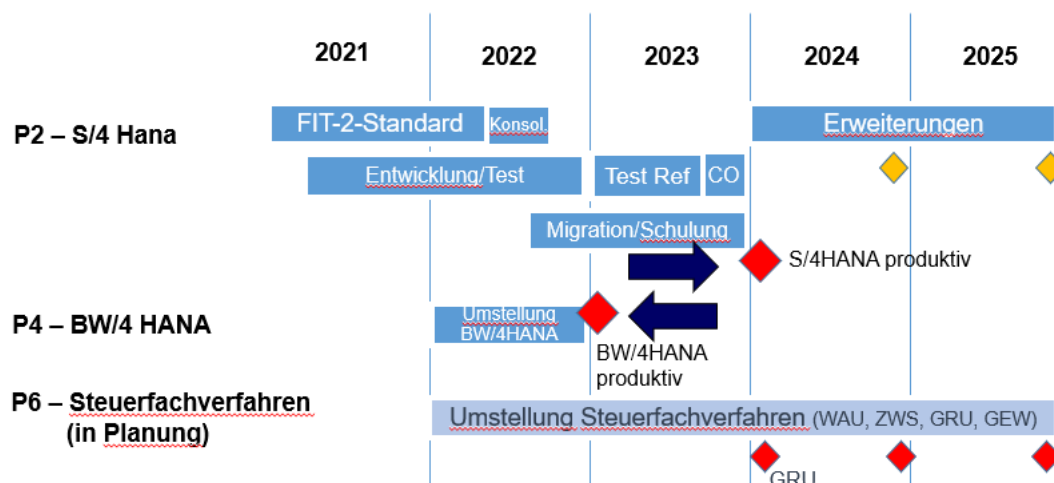 2021
2022
2023
2024
2025
P2 – S/4 Hana
FIT-2-Standard
Konsol.
Erweiterungen
Entwicklung/Test
Test Ref
CO
Migration/Schulung
S/4HANA produktiv
P4 – BW/4 HANA
Umstellung
BW/4HANA
BW/4HANA
produktiv
P6 – Steuerfachverfahren
(in Planung)
Umstellung Steuerfachverfahren (WAU, ZWS, GRU, GEW)
GRU